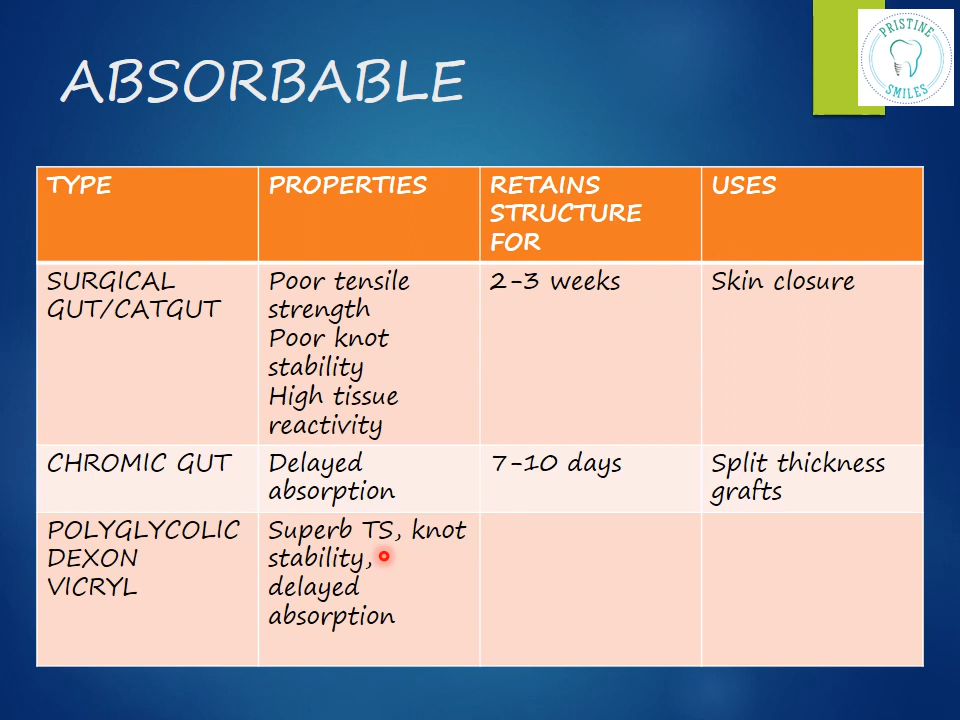 ABSORBABLE
PRISTINE
SMILES
TYPE
PROPERTIES
RETAINS
STRUCTURE
FOR
USES
SURGICAL
GUT/CATGUT
Poor tensile
strength
Poor knot
stability
High tissue
reactivity
2-3 weeks
Skin closure
CHROMIC GUT
Delayed
absorption
7-10 days
Split thickness
grafts
POLYGLYCOLIC
DEXON
VICRYL
Superb TS, knot
stability,
delayed
absorption